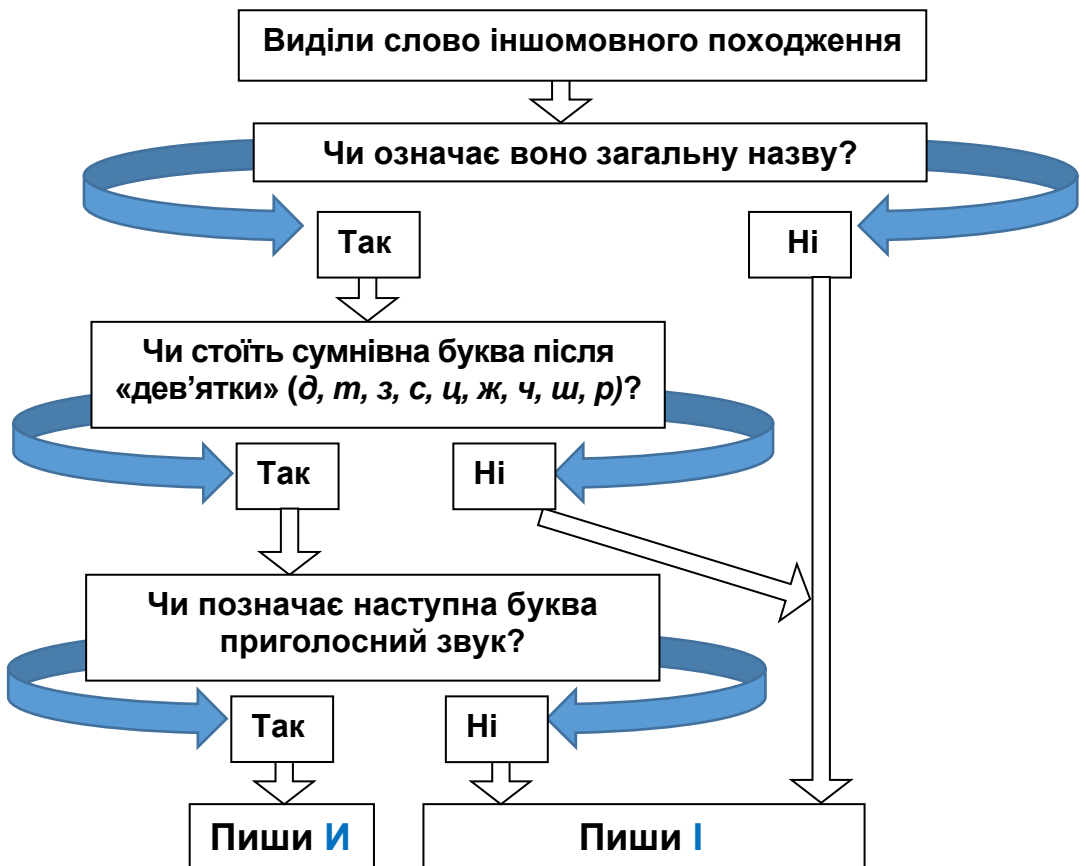 Виділи слово іншомовного походження
Чи означає воно загальну назву?
Так
Ні
Чи стоїть сумнівна буква після
«дев'ятки» (д, т, з, с, ц, ж, ч, ш, р)?
Так
Ні
Чи позначає наступна буква
приголосний звук?
Так
Ні
Пиши И
Пиши І